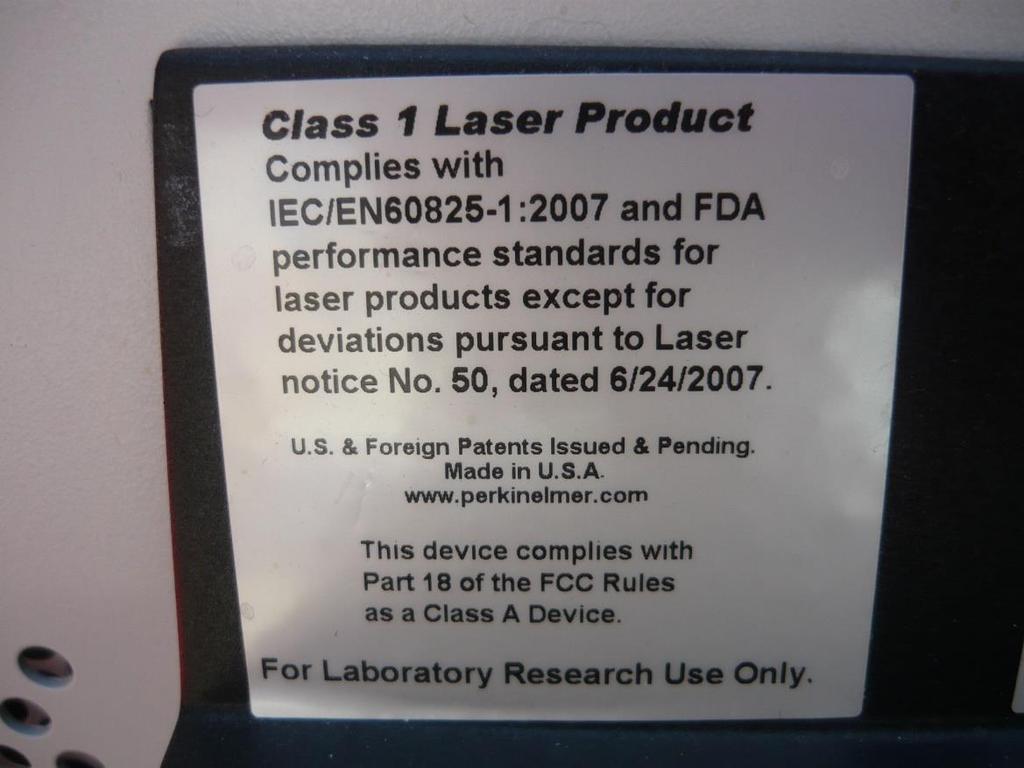 Class 1 Laser Product
Complies with
IEC/EN60825-1:2007 and FDA
performance standards for
laser products except for
deviations pursuant to Laser
notice No. 50, dated 6/24/2007.
U.S. & Foreign Patents Issued & Pending.
Made in U.S.A.
www.perkinelmer.com
This device complies with
Part 18 of the FCC Rules
as a Class A Device.
For Laboratory Research Use Only.